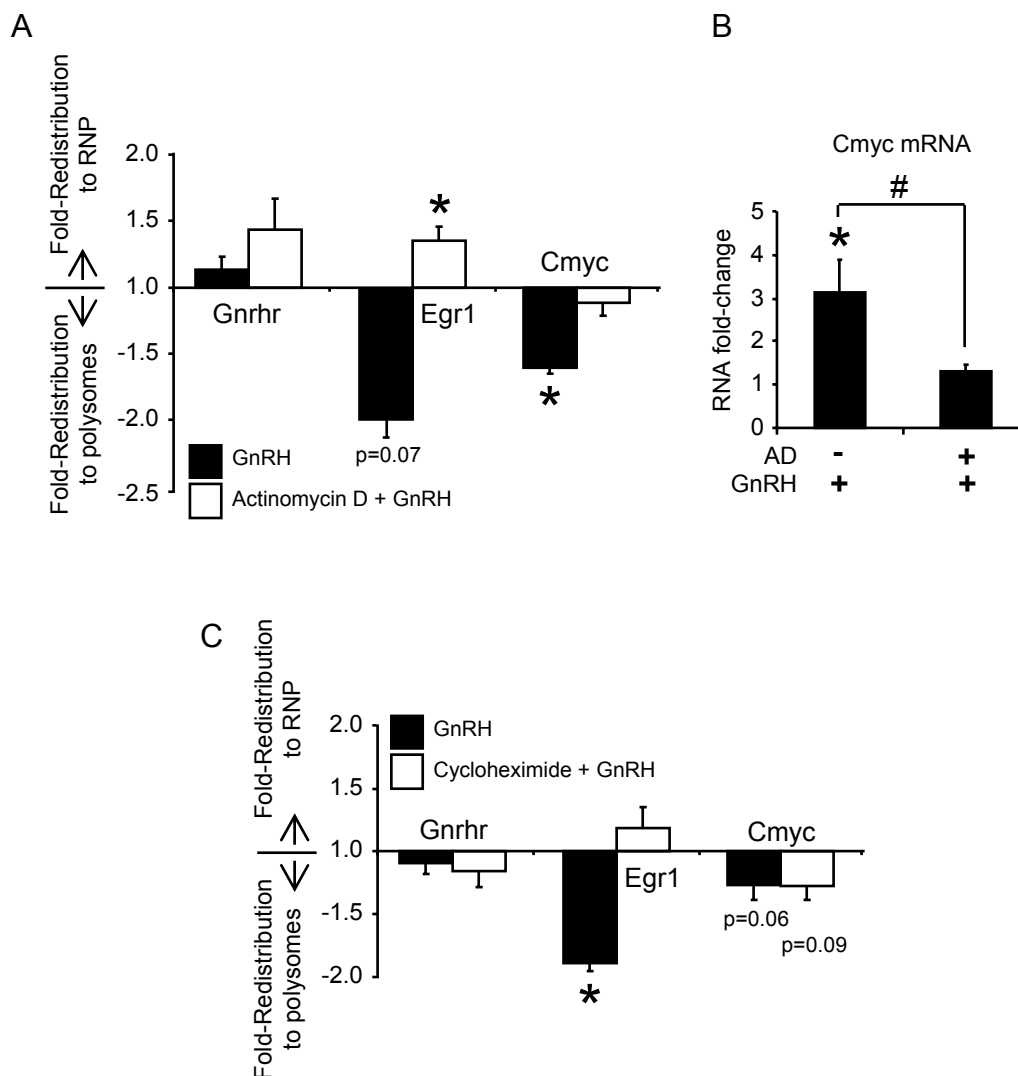 A
Fold-Redistribution
to RNP
Fold-Redistribution
to polysomes
2.0
1.5
1.0
-1.5
-2.0
-2.5
Gnrhr
*
Egr1
Cmyc
*
p=0.07
GnRH
Actinomycin D + GnRH
B
Cmyc mRNA
#
*
RNA fold-change
5
4
3
2
1
0
AD - +
GnRH + +
C
Fold-Redistribution
to RNP
Fold-Redistribution
to polysomes
2.0
1.5
1.0
-1.5
-2.0
GnRH
Cycloheximide + GnRH
Gnrhr
Egr1
Cmyc
*
p=0.06
p=0.09